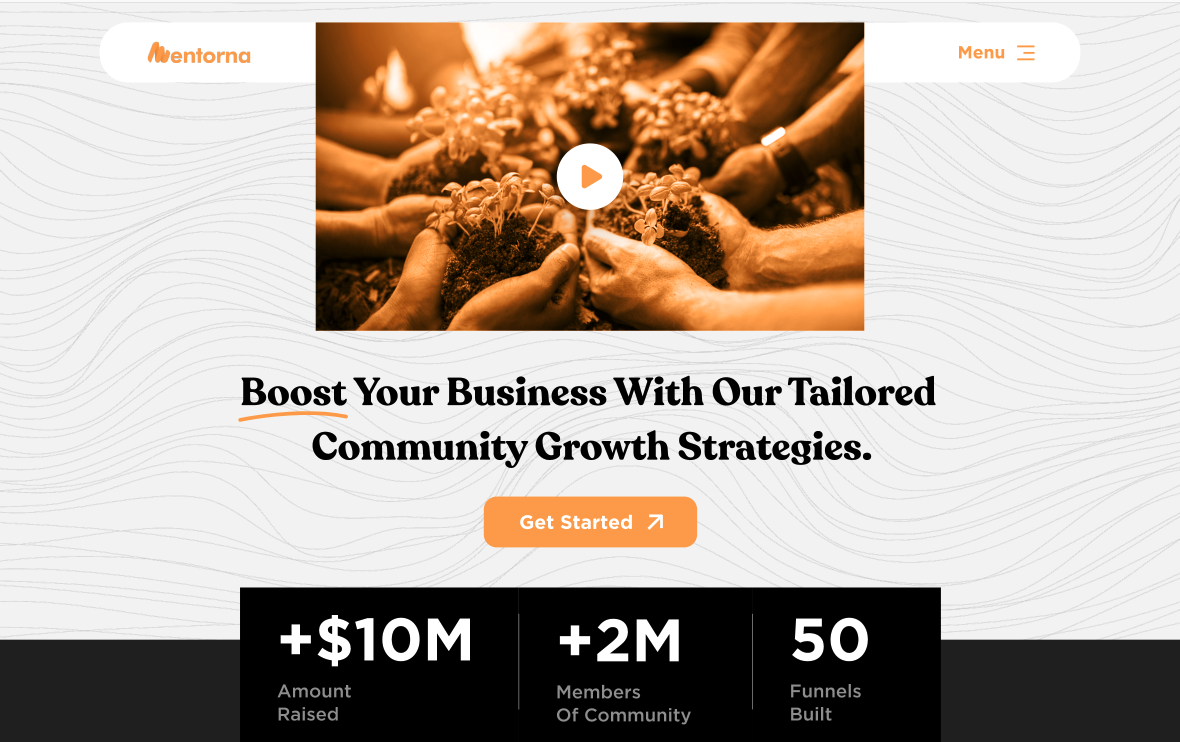 Mentorna
Menu
Boost Your Business With Our Tailored
Community Growth Strategies.
Get Started
+$10M
Amount
Raised
+2M
Members
Of Community
50
Funnels
Built